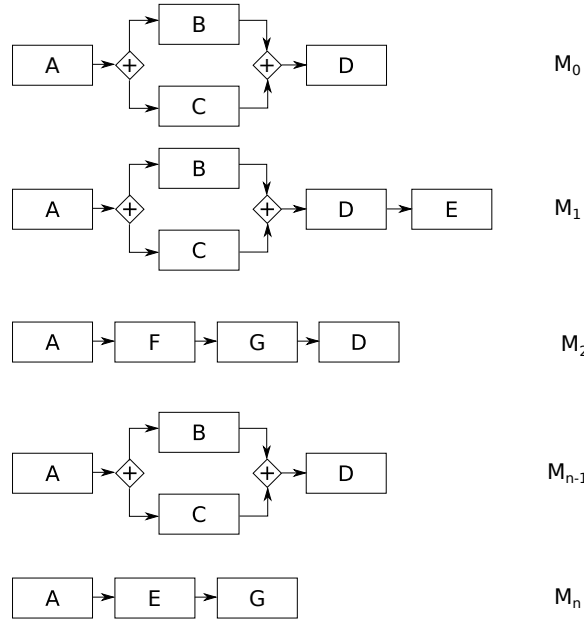 B
A + + D M₀
C
B
A + + D E M₁
C
A F G D M₂
B
A + + D Mₙ₋₁
C
A E G Mₙ